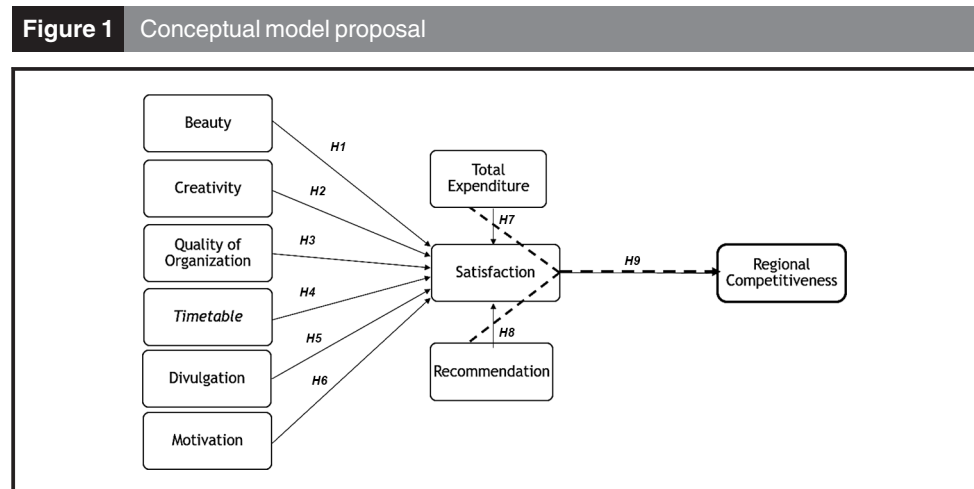 Figure 1 Conceptual model proposal
Beauty
H1
Creativity
H2
Quality of
Organization
H3
Timetable
H4
Divulgation
H5
Motivation
H6
Total
Expenditure
H7
Satisfaction
H8
Recommendation
H9
Regional
Competitiveness